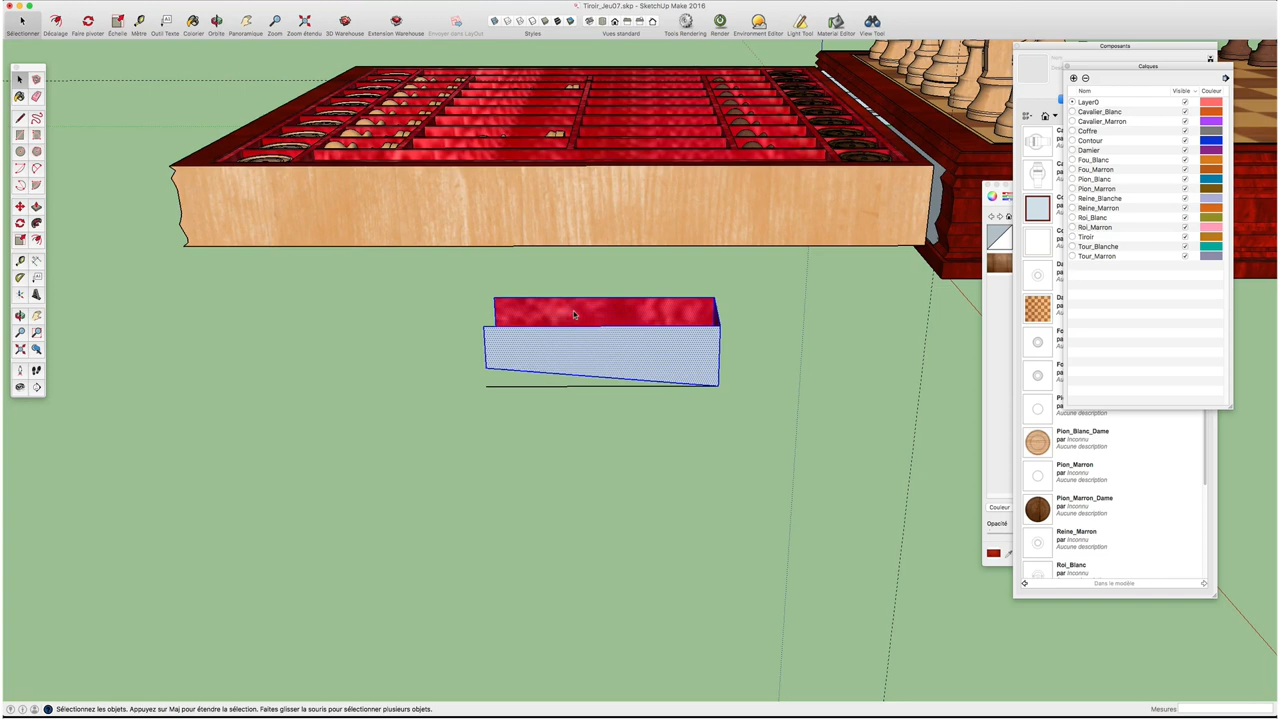 Tiroir_Jeu07.skp - SketchUp Make 2016
Sélectionner Décalage Faire pivoter Échelle Mètre Outil Texte Colorier Orbite Panoramique Zoom Zoom étendu 3D Warehouse Extension Warehouse Envoyer dans LayOut Styles Vues standard Tools Rendering Render Environment Editor Light Tool Material Editor View Tool
Composants
Calques
Nom Visible Couleur
Layer0
Cavalier_Blanc
Cavalier_Marron
Coffre
Contour
Damier
Fou_Blanc
Fou_Marron
Pion_Blanc
Pion_Marron
Reine_Blanche
Reine_Marron
Roi_Blanc
Roi_Marron
Tiroir
Tour_Blanche
Tour_Marron
Pion_Blanc_Dame
par Inconnu
Aucune description
Pion_Marron
par Inconnu
Aucune description
Pion_Marron_Dame
par Inconnu
Aucune description
Reine_Marron
par Inconnu
Aucune description
Roi_Blanc
par Inconnu
Dans le modèle
Couleur
Opacité
Sélectionnez les objets. Appuyez sur Maj pour étendre la sélection. Faites glisser la souris pour sélectionner plusieurs objets.
Mesures